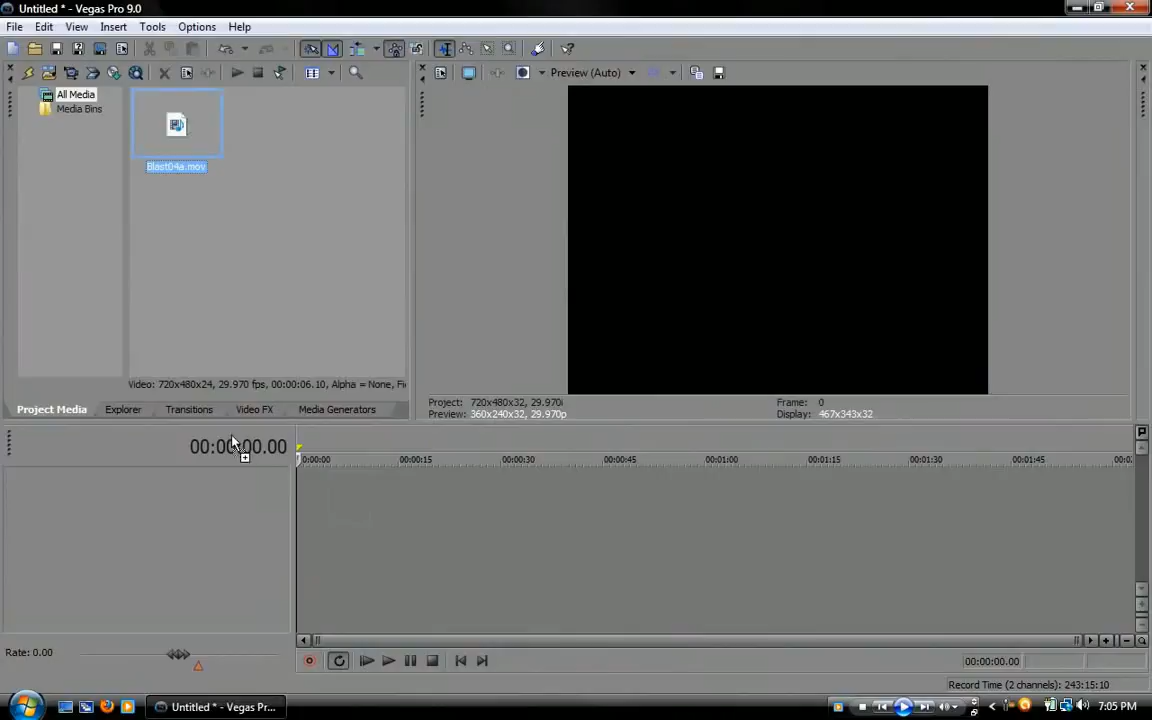 Untitled * - Vegas Pro 9.0
File Edit View Insert Tools Options Help
Preview (Auto)
All Media
Media Bins
Blast04a.mov
Video: 720x480x24, 29.970 fps, 00:00:06.10, Alpha = None, Fi
Project Media Explorer Transitions Video FX Media Generators
Project: 720x480x32, 29.970i
Preview: 360x240x32, 29.970p
Frame: 0
Display: 467x343x32
00:00:00.00
0:00:00 00:00:15 00:00:30 00:00:45 00:01:00 00:01:15 00:01:30 00:01:45
Rate: 0.00
00:00:00.00
Record Time (2 channels): 243:15:10
Untitled * - Vegas Pr...
7:05 PM